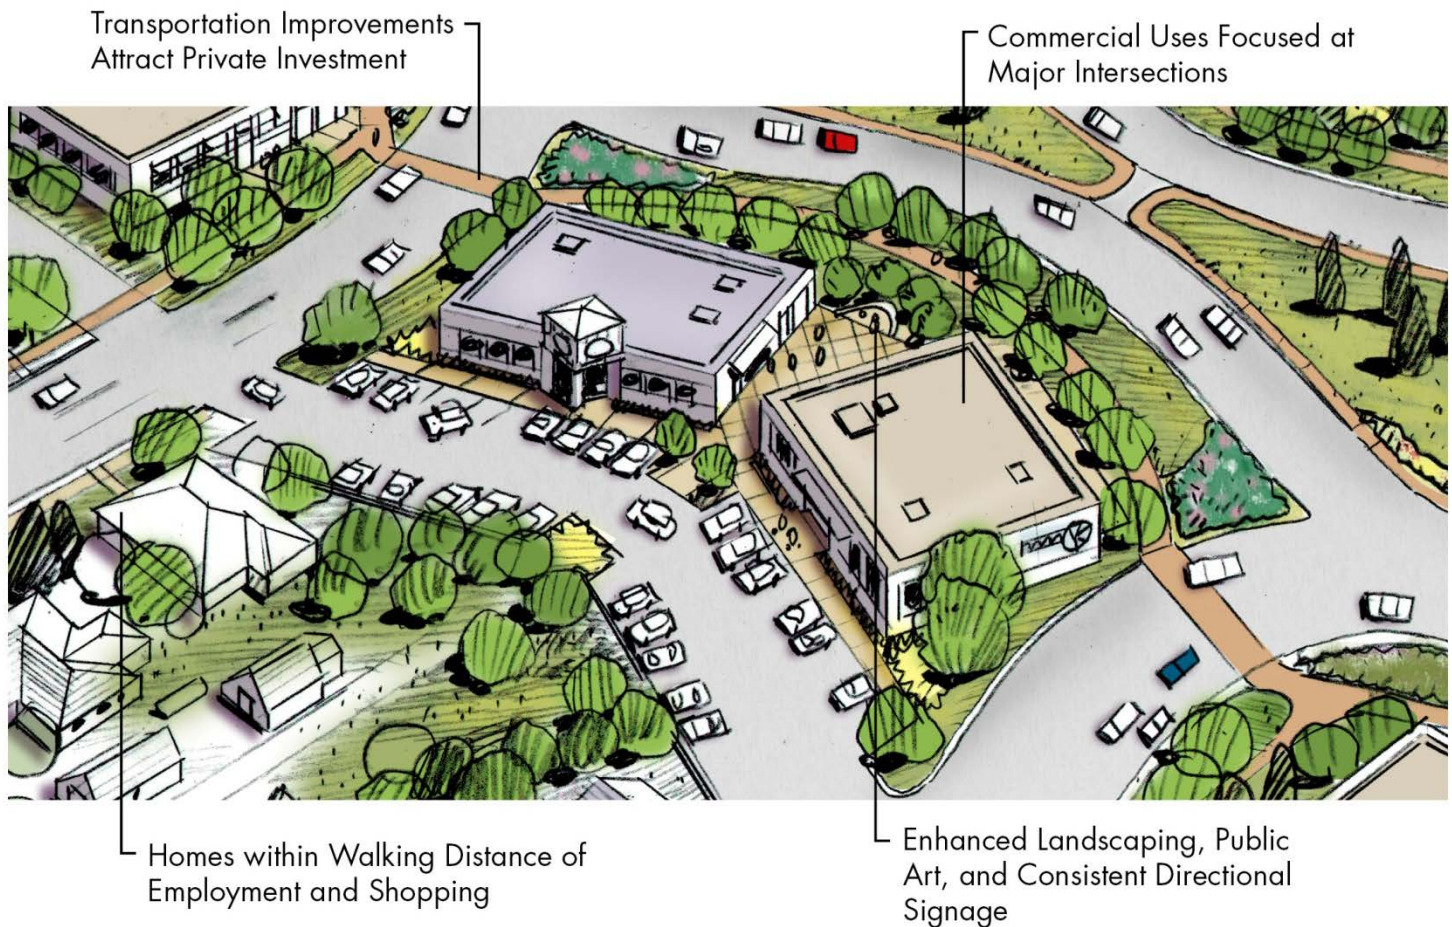 Transportation Improvements
Attract Private Investment
Commercial Uses Focused at
Major Intersections
Homes within Walking Distance of
Employment and Shopping
Enhanced Landscaping, Public
Art, and Consistent Directional
Signage